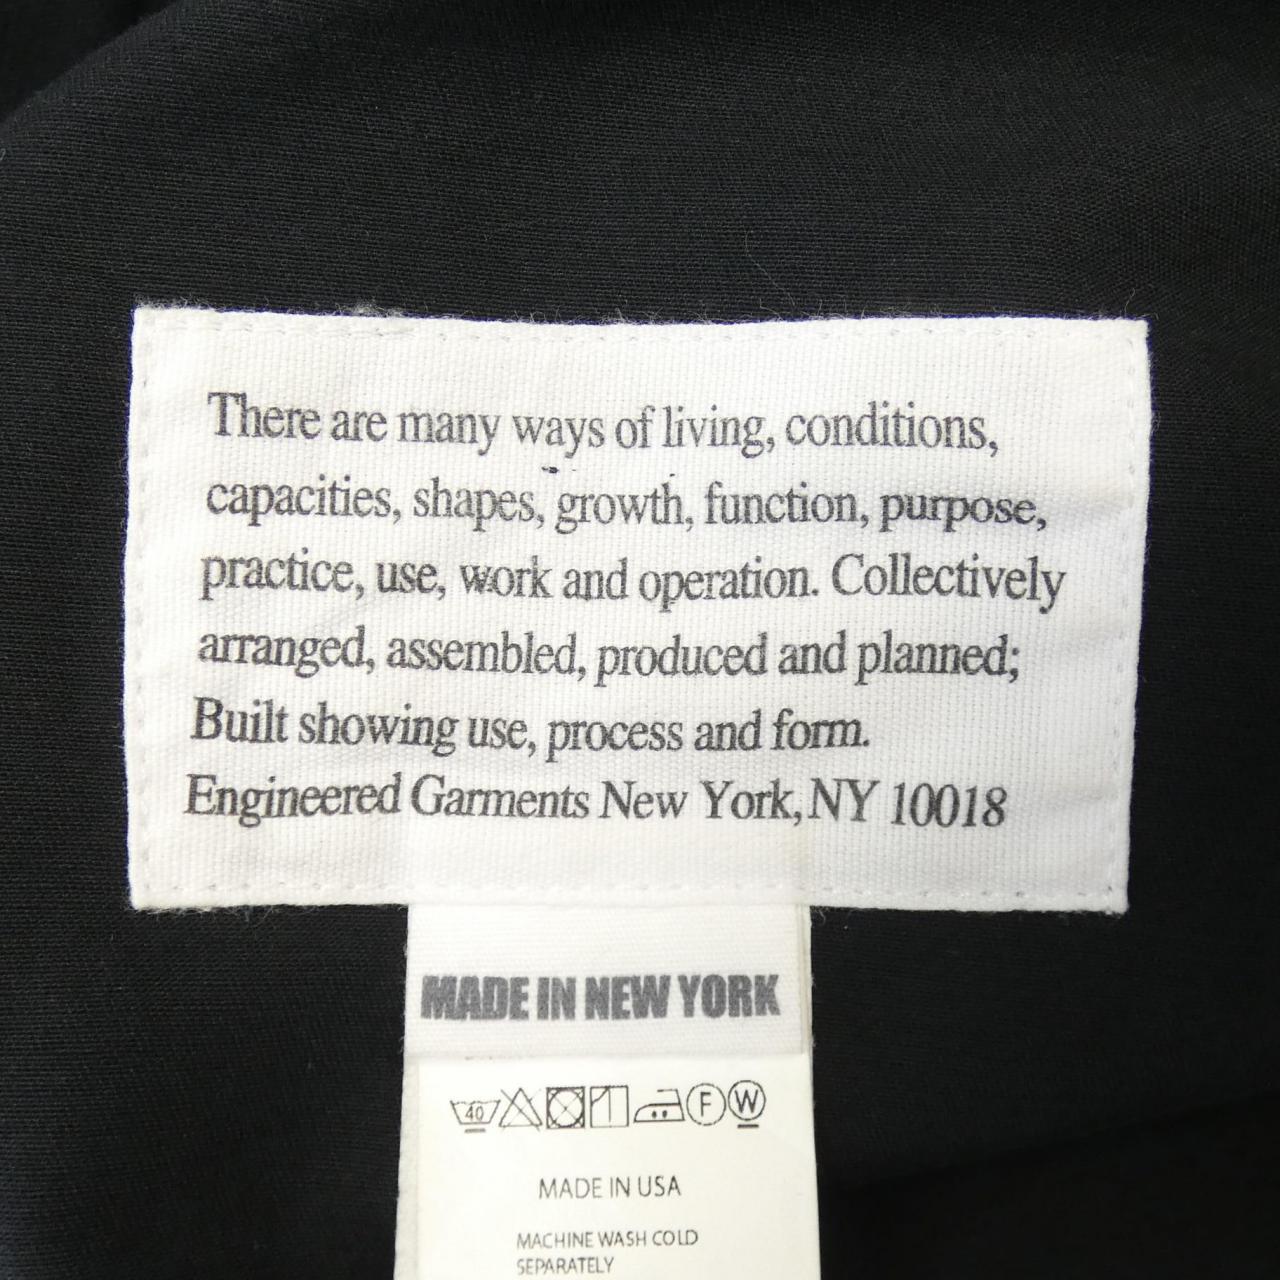 There are many ways of living, conditions,
capacities, shapes, growth, function, purpose,
practice, use, work and operation. Collectively
arranged, assembled, produced and planned;
Built showing use, process and form.
Engineered Garments New York, NY 10018
MADE IN NEW YORK
40 F W
MADE IN USA
MACHINE WASH COLD
SEPARATELY